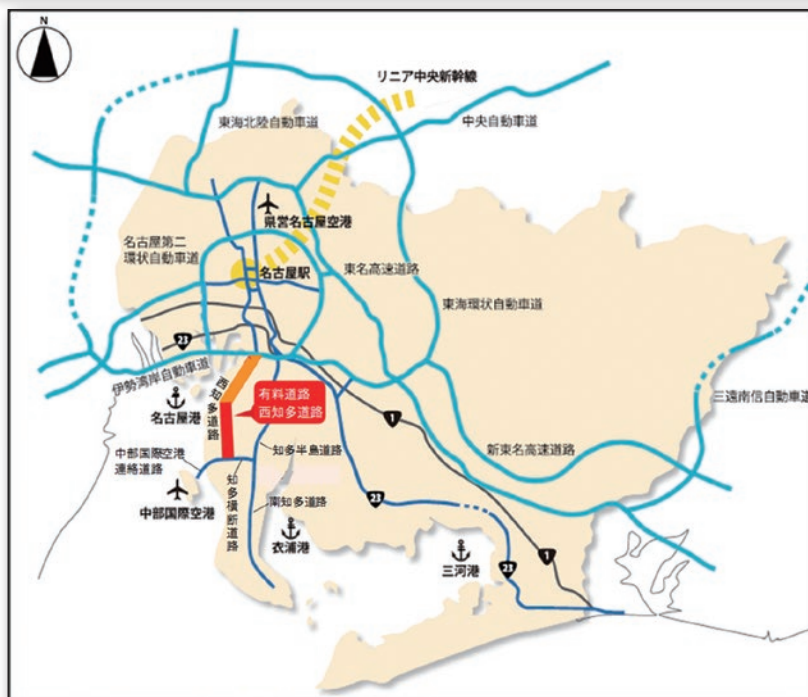 N
リニア中央新幹線
東海北陸自動車道
中央自動車道
県営名古屋空港
名古屋第二
環状自動車道
名古屋駅
東名高速道路
東海環状自動車道
23
伊勢湾岸自動車道
西知多道路
有料道路
西知多道路
三遠南信自動車道
名古屋港
1
新東名高速道路
中部国際空港
連絡道路
知多半島道路
知多横断道路
南知多道路
23
中部国際空港
衣浦港
三河港
23
1